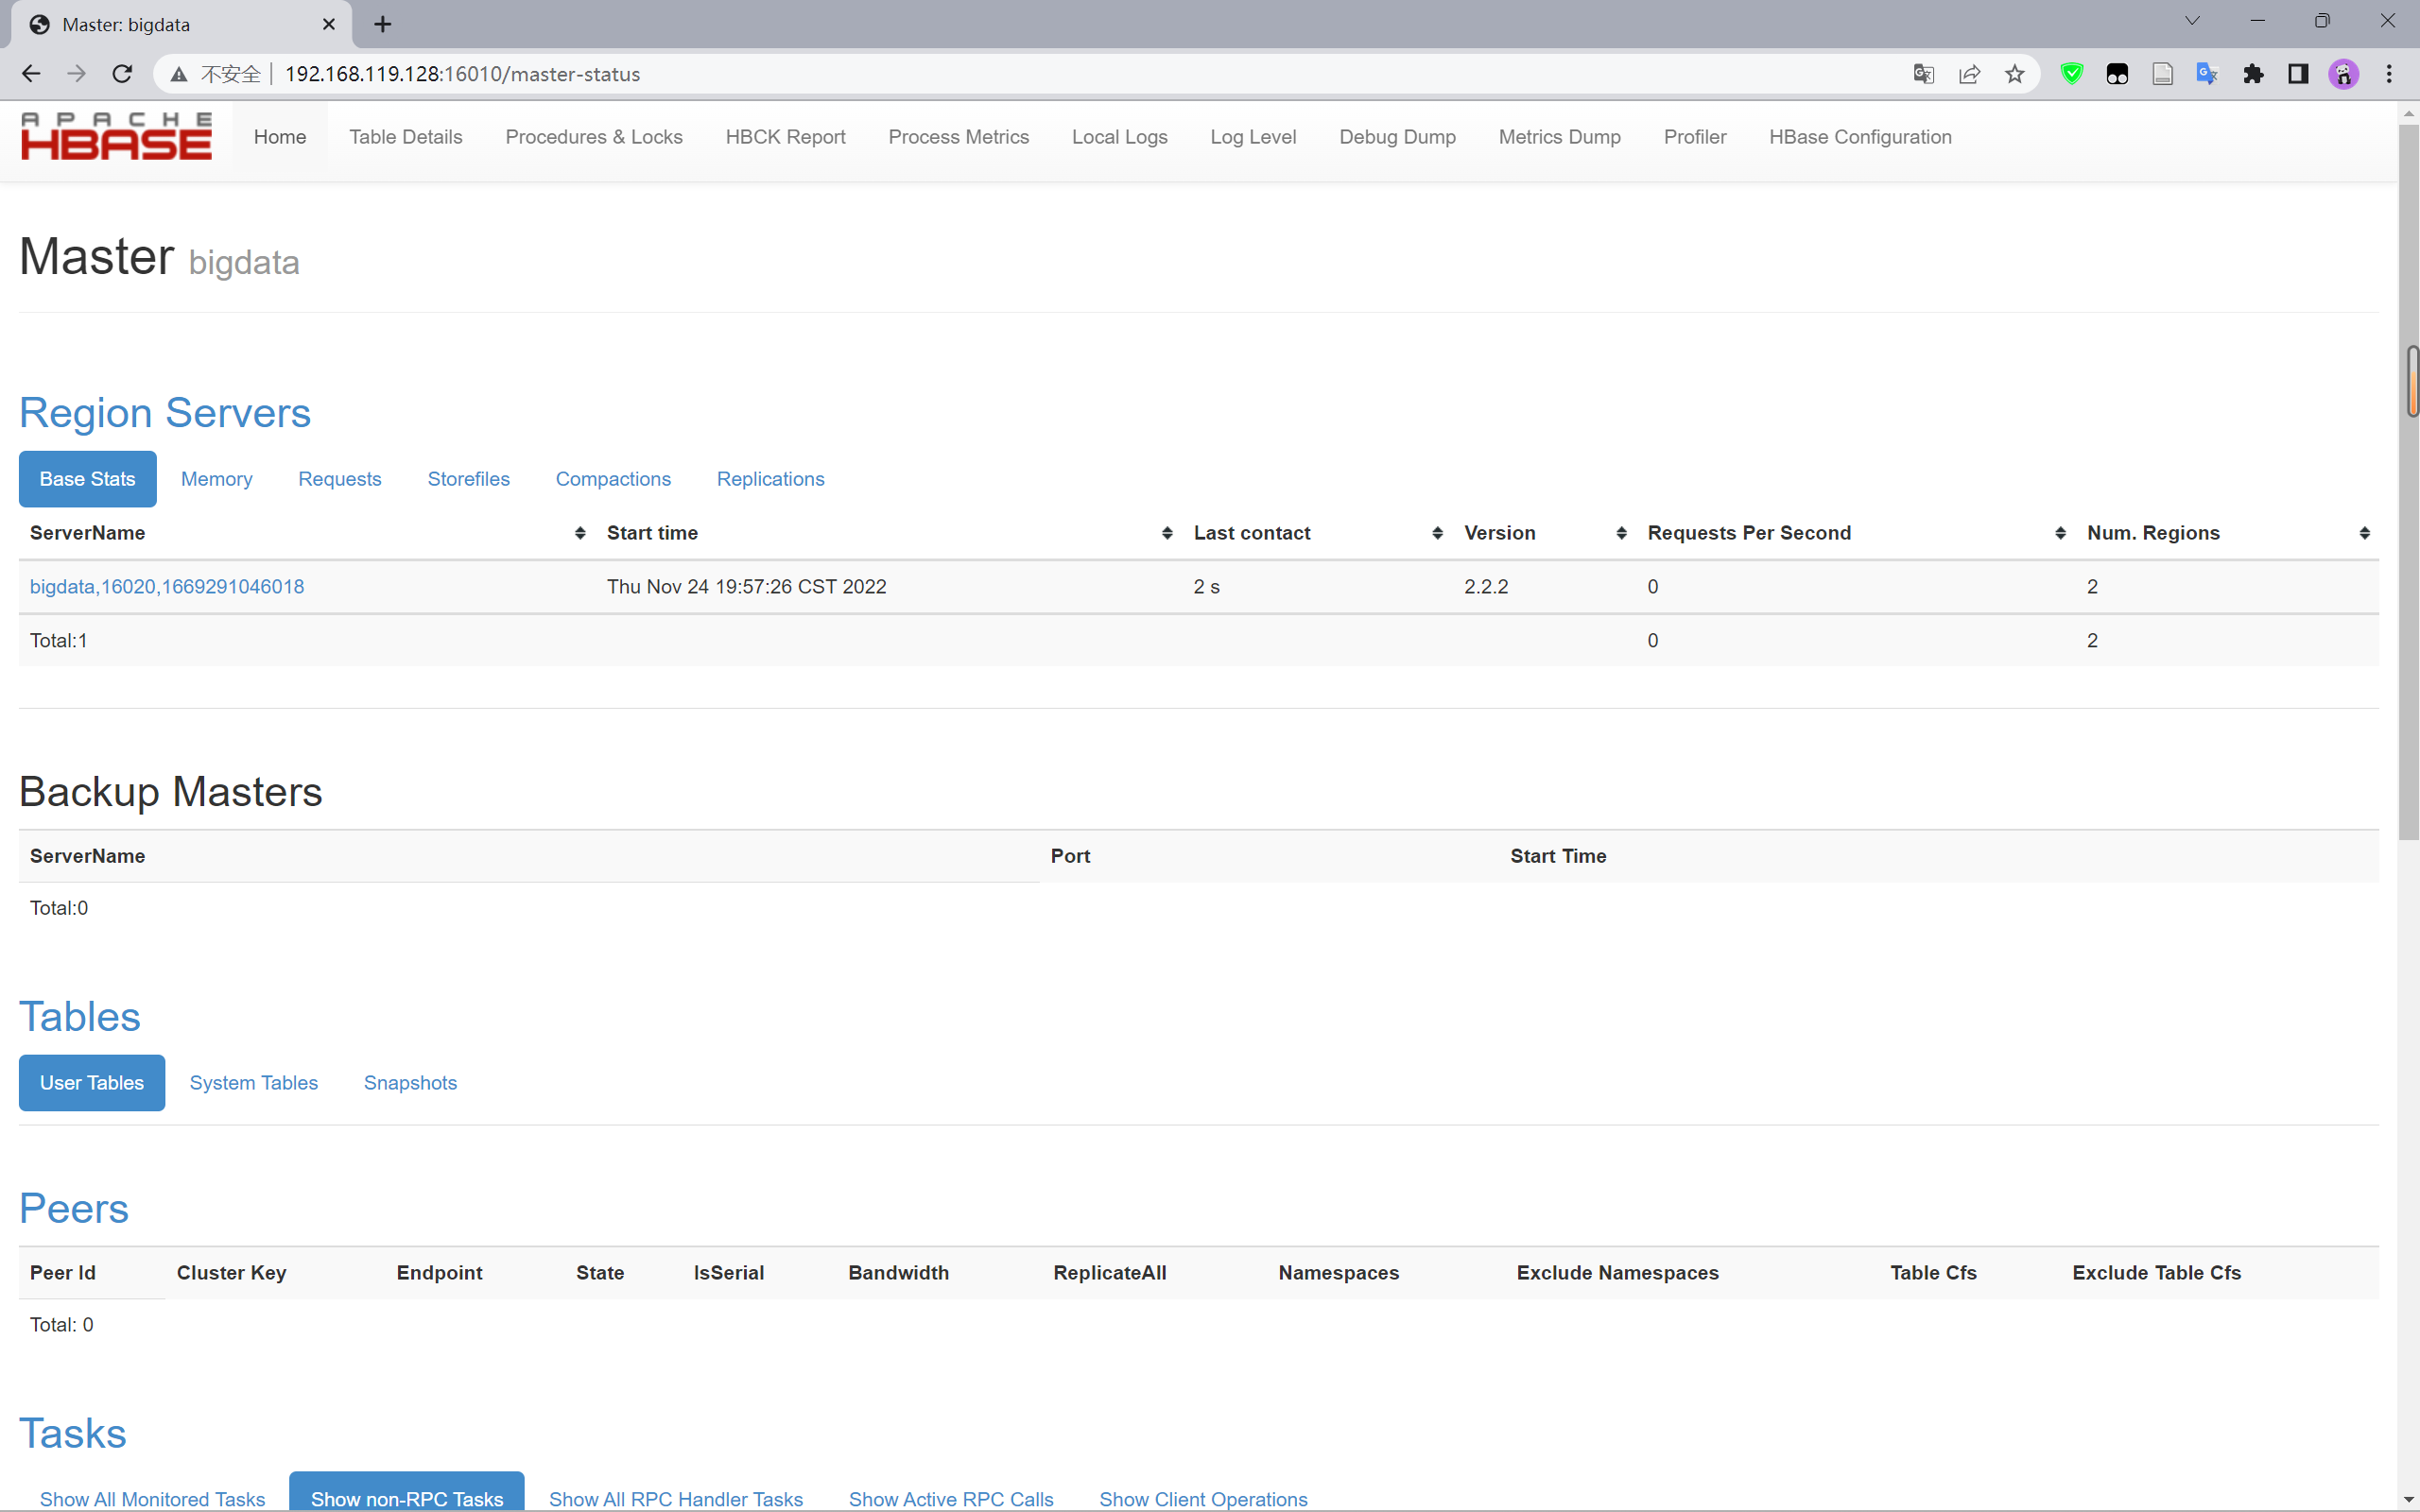 Master: bigdata
不安全 192.168.119.128:16010/master-status
APACHE
HBASE
Home Table Details Procedures & Locks HBCK Report Process Metrics Local Logs Log Level Debug Dump Metrics Dump Profiler HBase Configuration
Master bigdata
Region Servers
Base Stats Memory Requests Storefiles Compactions Replications
ServerName Start time Last contact Version Requests Per Second Num. Regions
bigdata,16020,1669291046018 Thu Nov 24 19:57:26 CST 2022 2 s 2.2.2 0 2
Total:1 0 2
Backup Masters
ServerName Port Start Time
Total:0
Tables
User Tables System Tables Snapshots
Peers
Peer Id Cluster Key Endpoint State IsSerial Bandwidth ReplicateAll Namespaces Exclude Namespaces Table Cfs Exclude Table Cfs
Total: 0
Tasks
Show All Monitored Tasks Show non-RPC Tasks Show All RPC Handler Tasks Show Active RPC Calls Show Client Operations